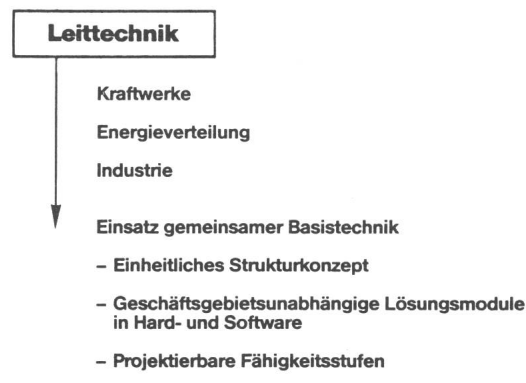 Leittechnik
Kraftwerke
Energieverteilung
Industrie
Einsatz gemeinsamer Basistechnik
– Einheitliches Strukturkonzept
– Geschäftsgebietsunabhängige Lösungsmodule
in Hard- und Software
– Projektierbare Fähigkeitsstufen